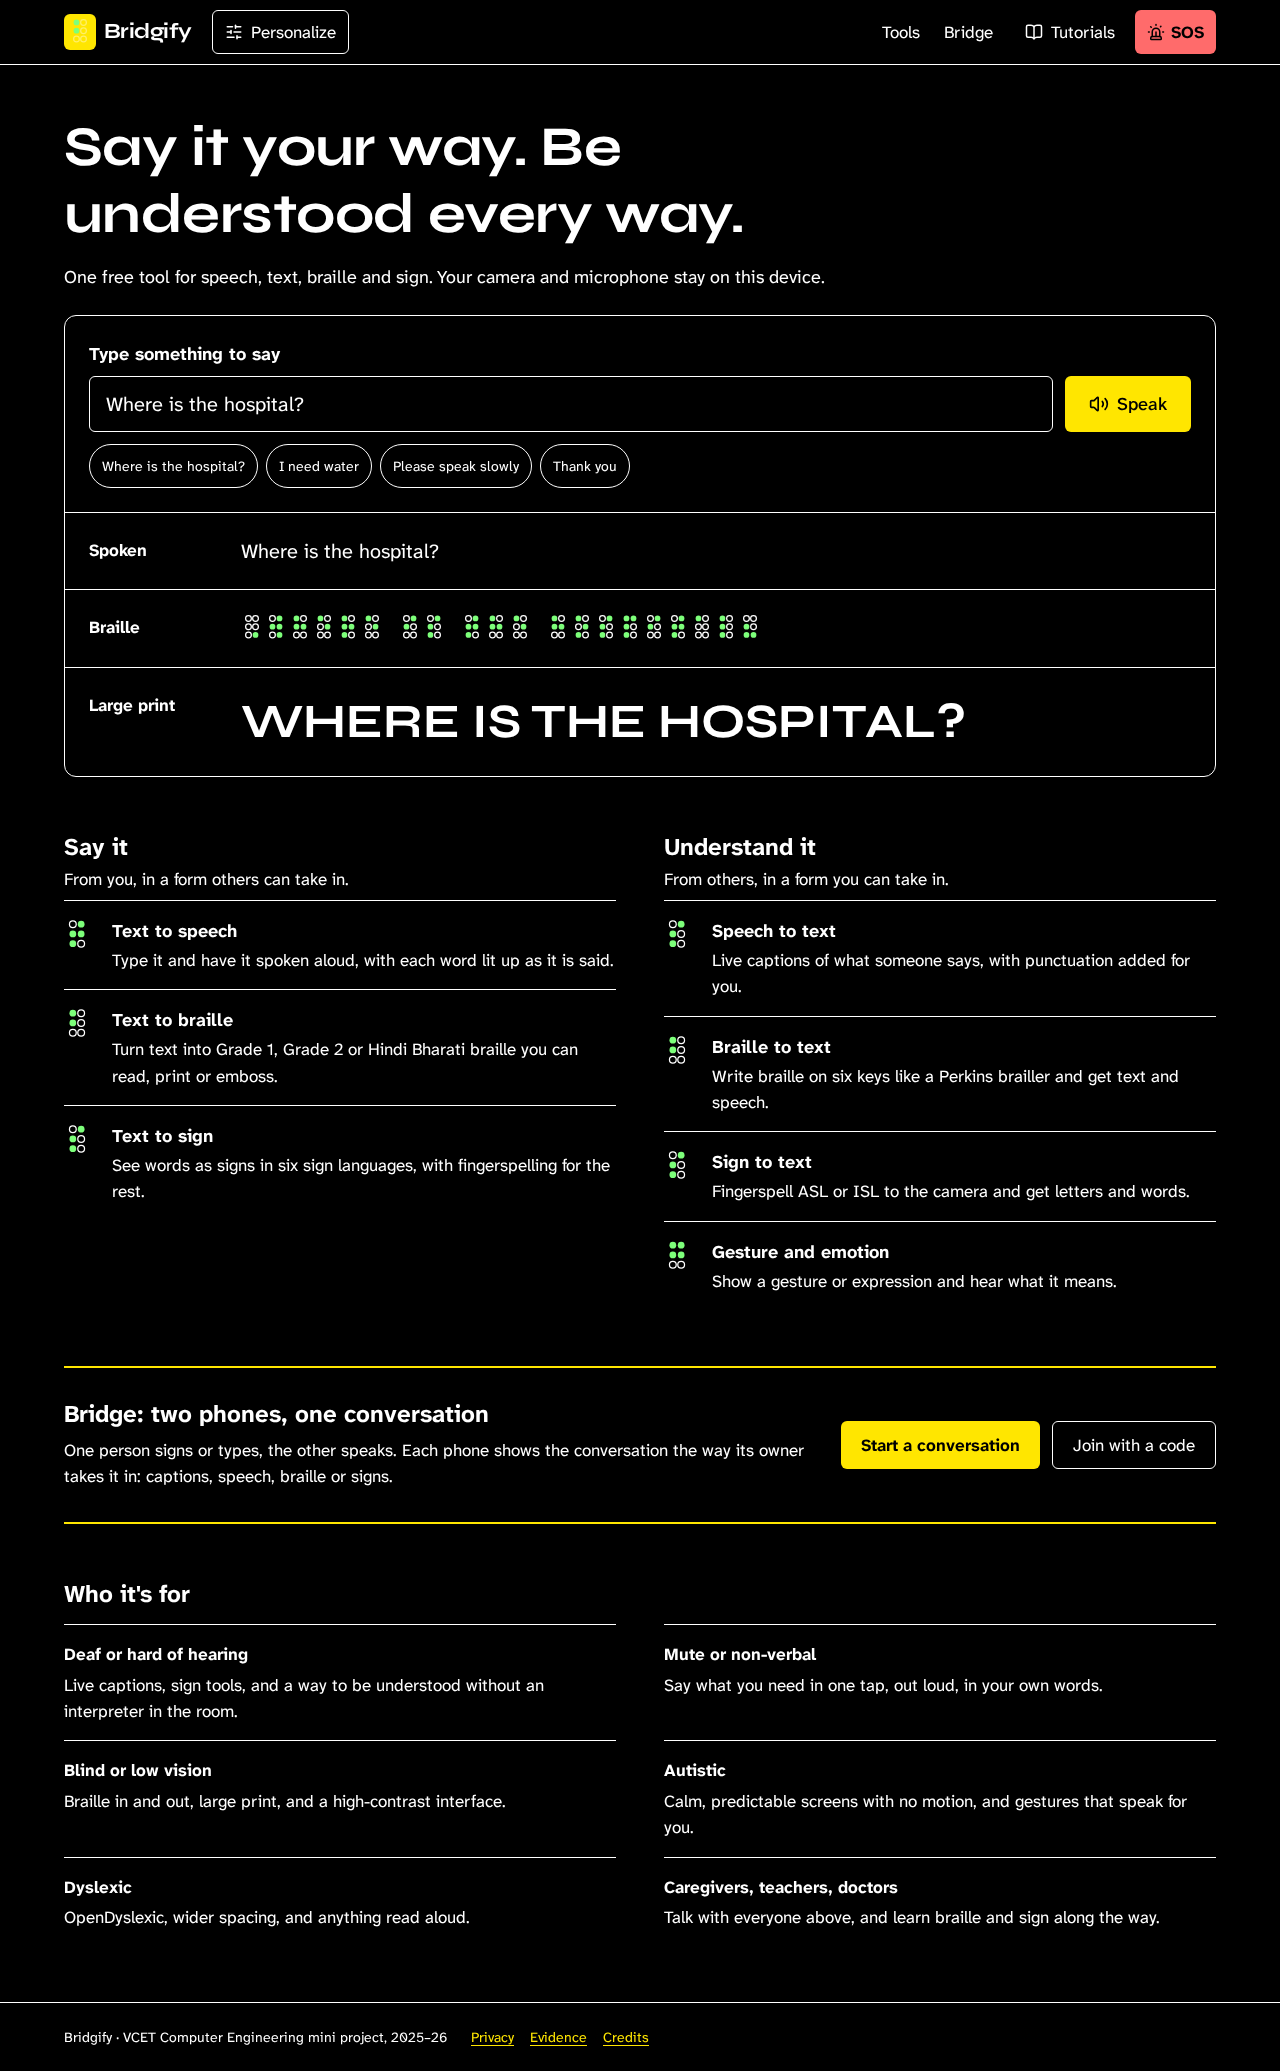 Bridgify
Personalize
Tools
Bridge
Tutorials
SOS
Say it your way. Be
understood every way.
One free tool for speech, text, braille and sign. Your camera and microphone stay on this device.
Type something to say
Where is the hospital?
Speak
Where is the hospital?
I need water
Please speak slowly
Thank you
Spoken
Where is the hospital?
Braille
⠠⠱⠻⠑⠗⠑ ⠊⠎ ⠮⠗⠑ ⠓⠕⠎⠏⠊⠞⠁⠇⠦
Large print
WHERE IS THE HOSPITAL?
Say it
From you, in a form others can take in.
Text to speech
Type it and have it spoken aloud, with each word lit up as it is said.
Text to braille
Turn text into Grade 1, Grade 2 or Hindi Bharati braille you can
read, print or emboss.
Text to sign
See words as signs in six sign languages, with fingerspelling for the
rest.
Understand it
From others, in a form you can take in.
Speech to text
Live captions of what someone says, with punctuation added for
you.
Braille to text
Write braille on six keys like a Perkins brailler and get text and
speech.
Sign to text
Fingerspell ASL or ISL to the camera and get letters and words.
Gesture and emotion
Show a gesture or expression and hear what it means.
Bridge: two phones, one conversation
One person signs or types, the other speaks. Each phone shows the conversation the way its owner
takes it in: captions, speech, braille or signs.
Start a conversation
Join with a code
Who it's for
Deaf or hard of hearing
Live captions, sign tools, and a way to be understood without an
interpreter in the room.
Mute or non-verbal
Say what you need in one tap, out loud, in your own words.
Blind or low vision
Braille in and out, large print, and a high-contrast interface.
Autistic
Calm, predictable screens with no motion, and gestures that speak for
you.
Dyslexic
OpenDyslexic, wider spacing, and anything read aloud.
Caregivers, teachers, doctors
Talk with everyone above, and learn braille and sign along the way.
Bridgify · VCET Computer Engineering mini project, 2025–26
Privacy
Evidence
Credits